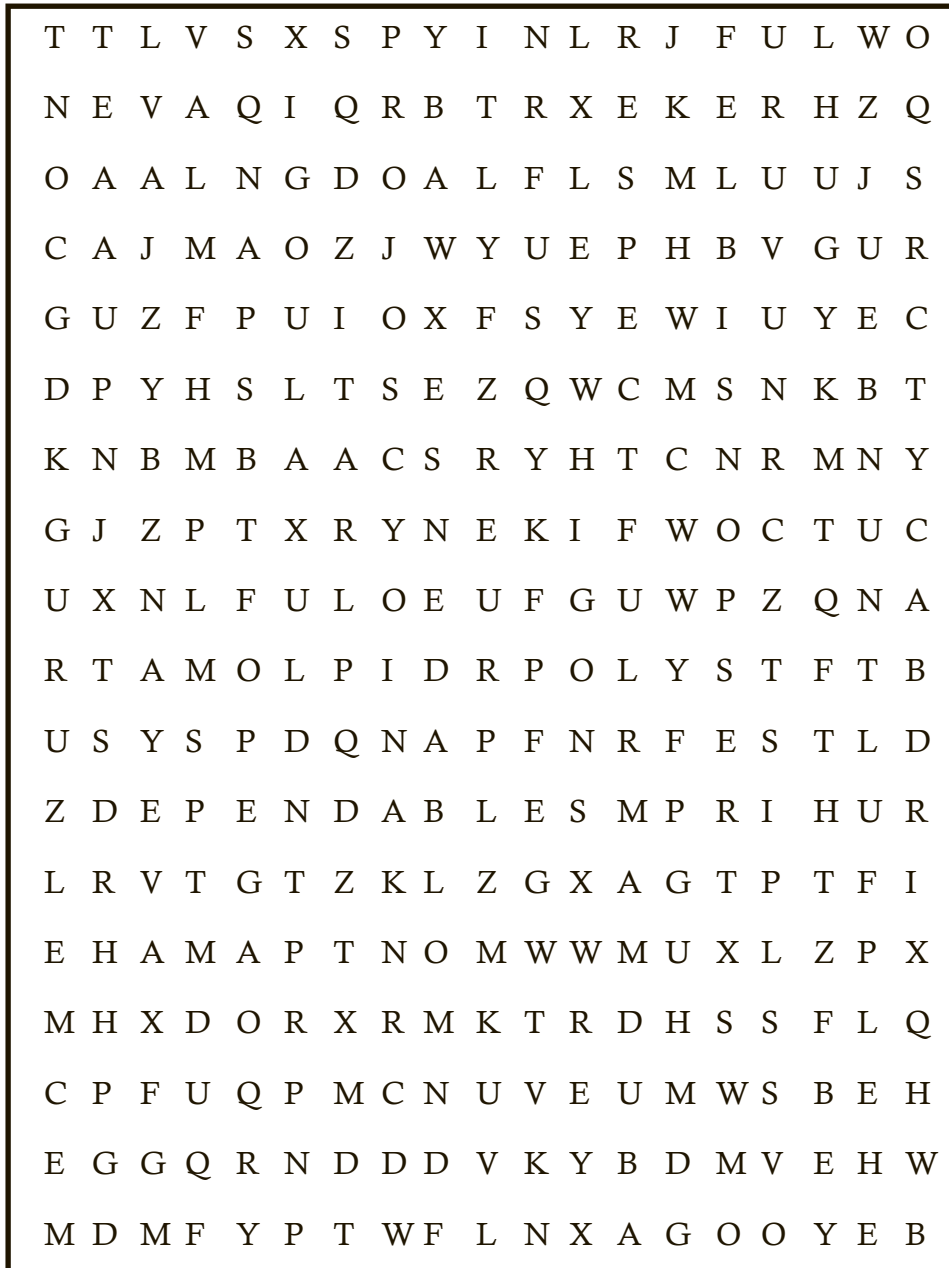 T T L V S X S P Y I N L R J F U L W O
N E V A Q I Q R B T R X E K E R H Z Q
O A A L N G D O A L F L S M L U U J S
C A J M A O Z J W Y U E P H B V G U R
G U Z F P U I O X F S Y E W I U Y E C
D P Y H S L T S E Z Q W C M S N K B T
K N B M B A A C S R Y H T C N R M N Y
G J Z P T X R Y N E K I F W O C T U C
U X N L F U L O E U F G U W P Z Q N A
R T A M O L P I D R P O L Y S T F T B
U S Y S P D Q N A P F N R F E S T L D
Z D E P E N D A B L E S M P R I H U R
L R V T G T Z K L Z G X A G T P T F I
E H A M A P T N O M W W M U X L Z P X
M H X D O R X R M K T R D H S S F L Q
C P F U Q P M C N U V E U M W S B E H
E G G Q R N D D D V K Y B D M V E H W
M D M F Y P T W F L N X A G O O Y E B